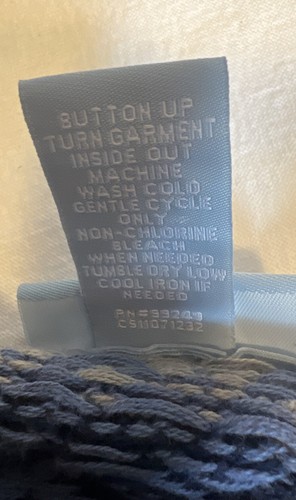 BUTTON UP
TURN GARMENT
INSIDE OUT
MACHINE
WASH COLD
GENTLE CYCLE
ONLY
NON-CHLORINE
BLEACH
WHEN NEEDED
TUMBLE DRY LOW
COOL IRON IF
NEEDED
CS11071232